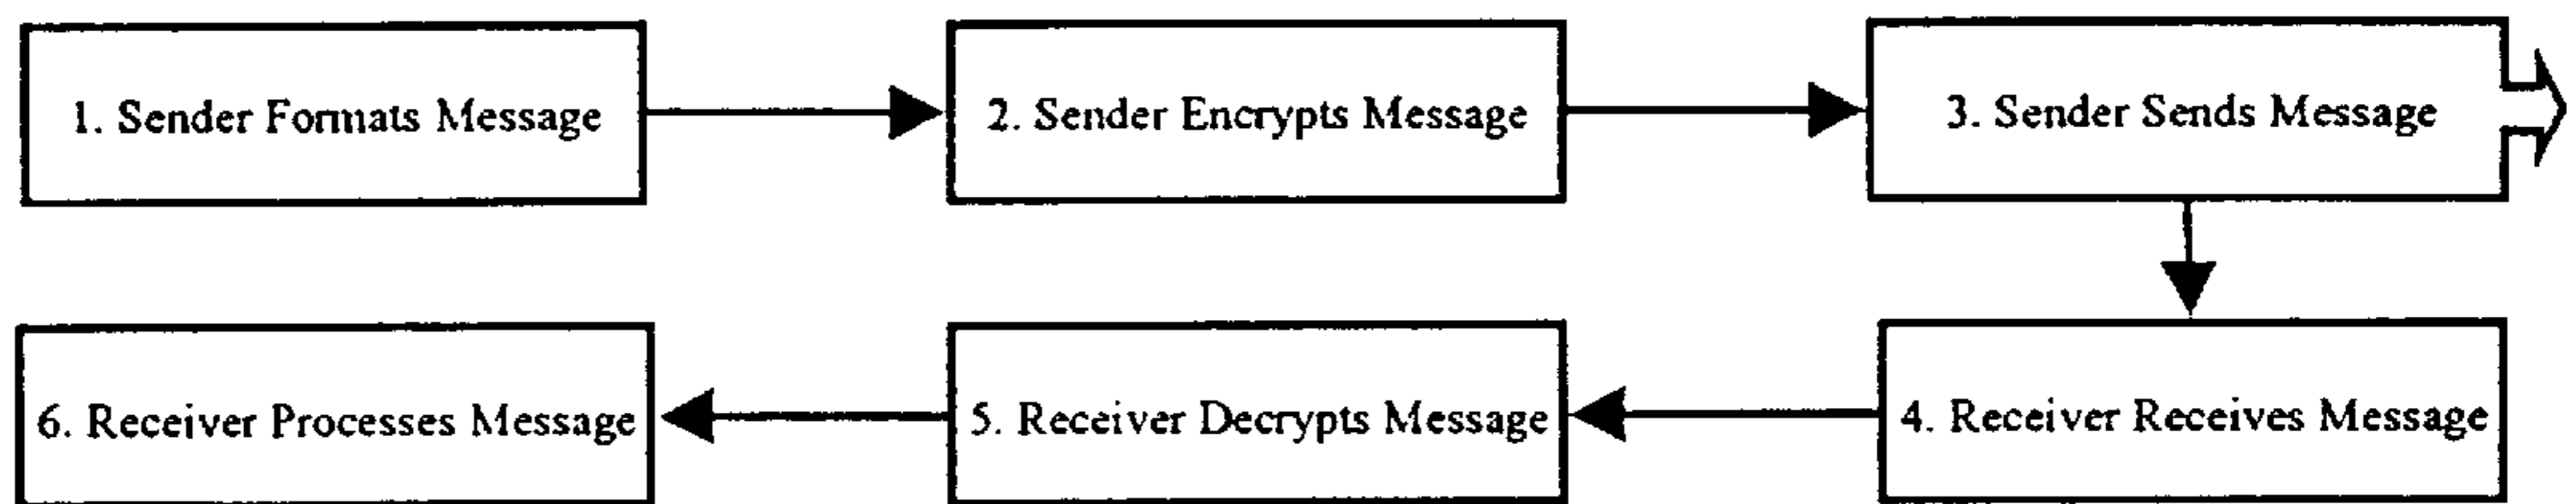 1. Sender Formats Message
2. Sender Encrypts Message
3. Sender Sends Message
4. Receiver Receives Message
5. Receiver Decrypts Message
6. Receiver Processes Message